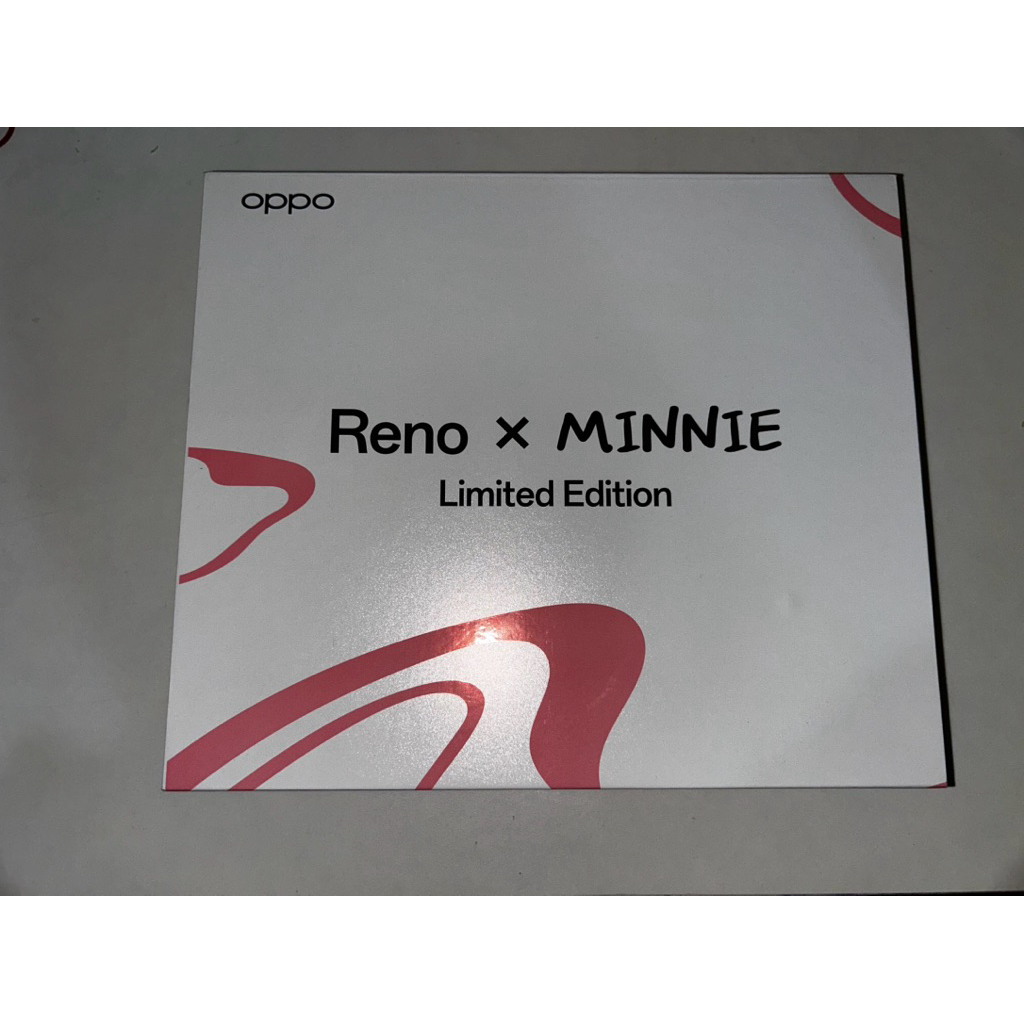 oppo
Reno × MINNIE
Limited Edition